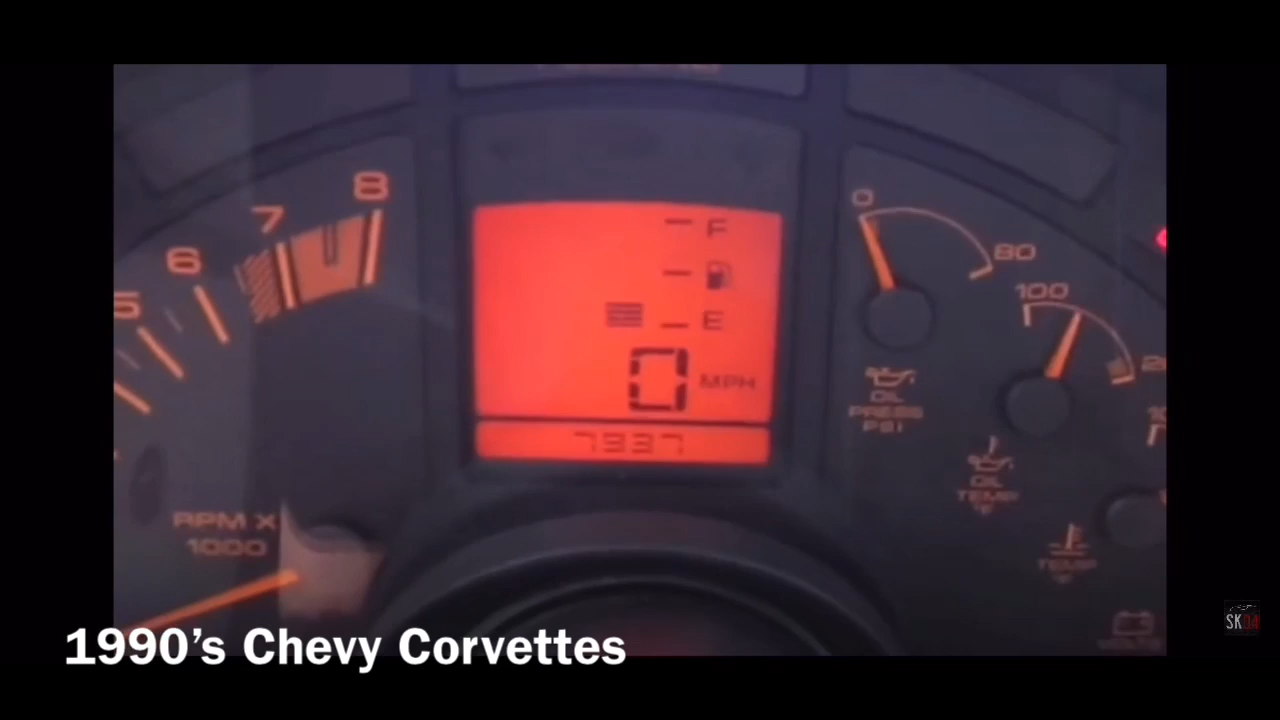 8
7
6
5
F
E
0 MPH
7937
RPM X
1000
0
80
OIL
PRESS
PSI
100
OIL
TEMP
°F
TEMP
1990's Chevy Corvettes
SK04